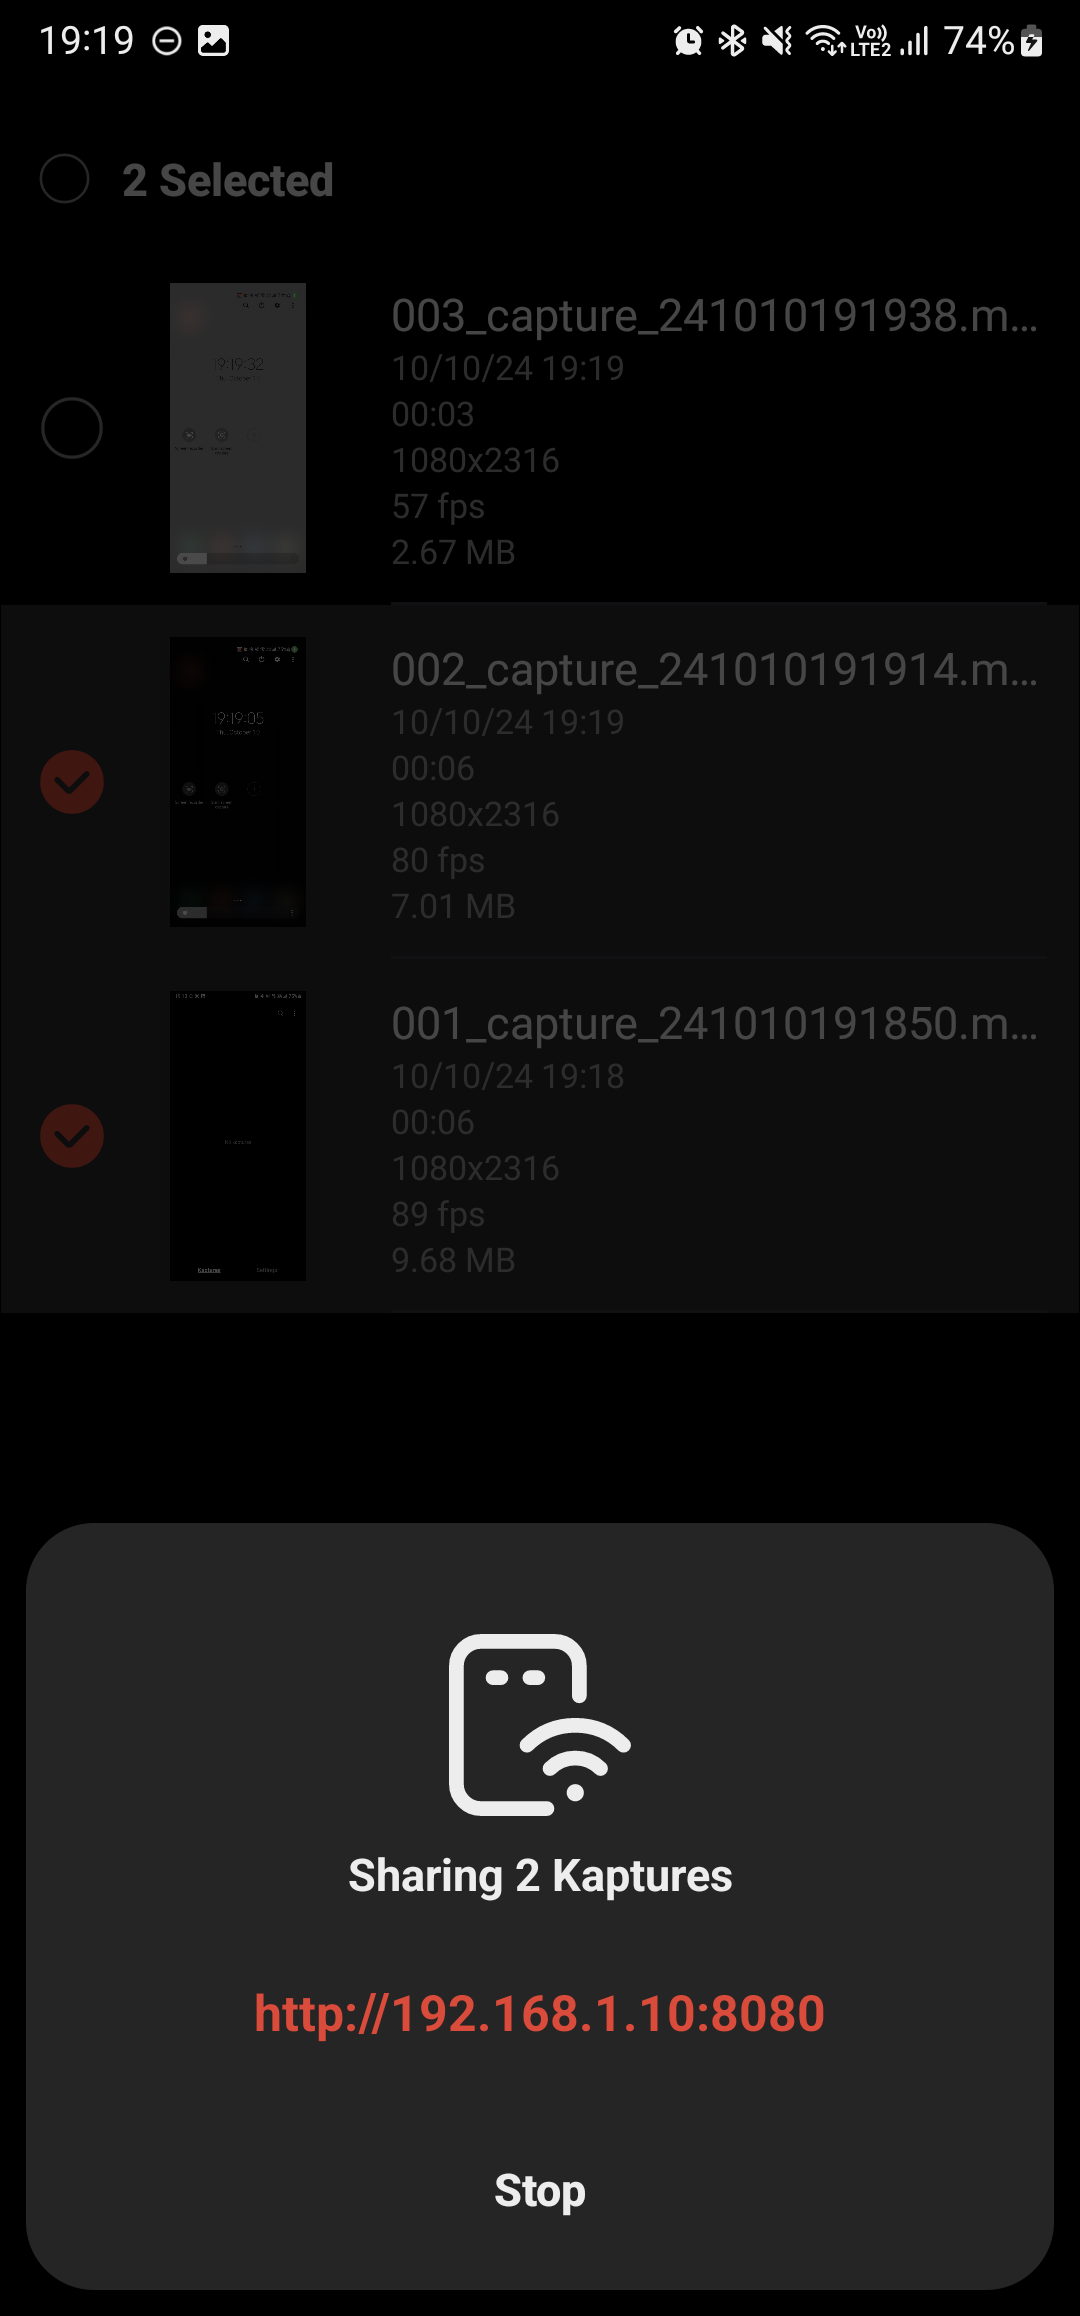 19:19 Vo)) LTE2 74%
2 Selected
003_capture_241010191938.m...
10/10/24 19:19
00:03
1080x2316
57 fps
2.67 MB
19:19:32
002_capture_241010191914.m...
10/10/24 19:19
00:06
1080x2316
80 fps
7.01 MB
19:19:05
001_capture_241010191850.m...
10/10/24 19:18
00:06
1080x2316
89 fps
9.68 MB
Kaptures Settings
Sharing 2 Kaptures
http://192.168.1.10:8080
Stop